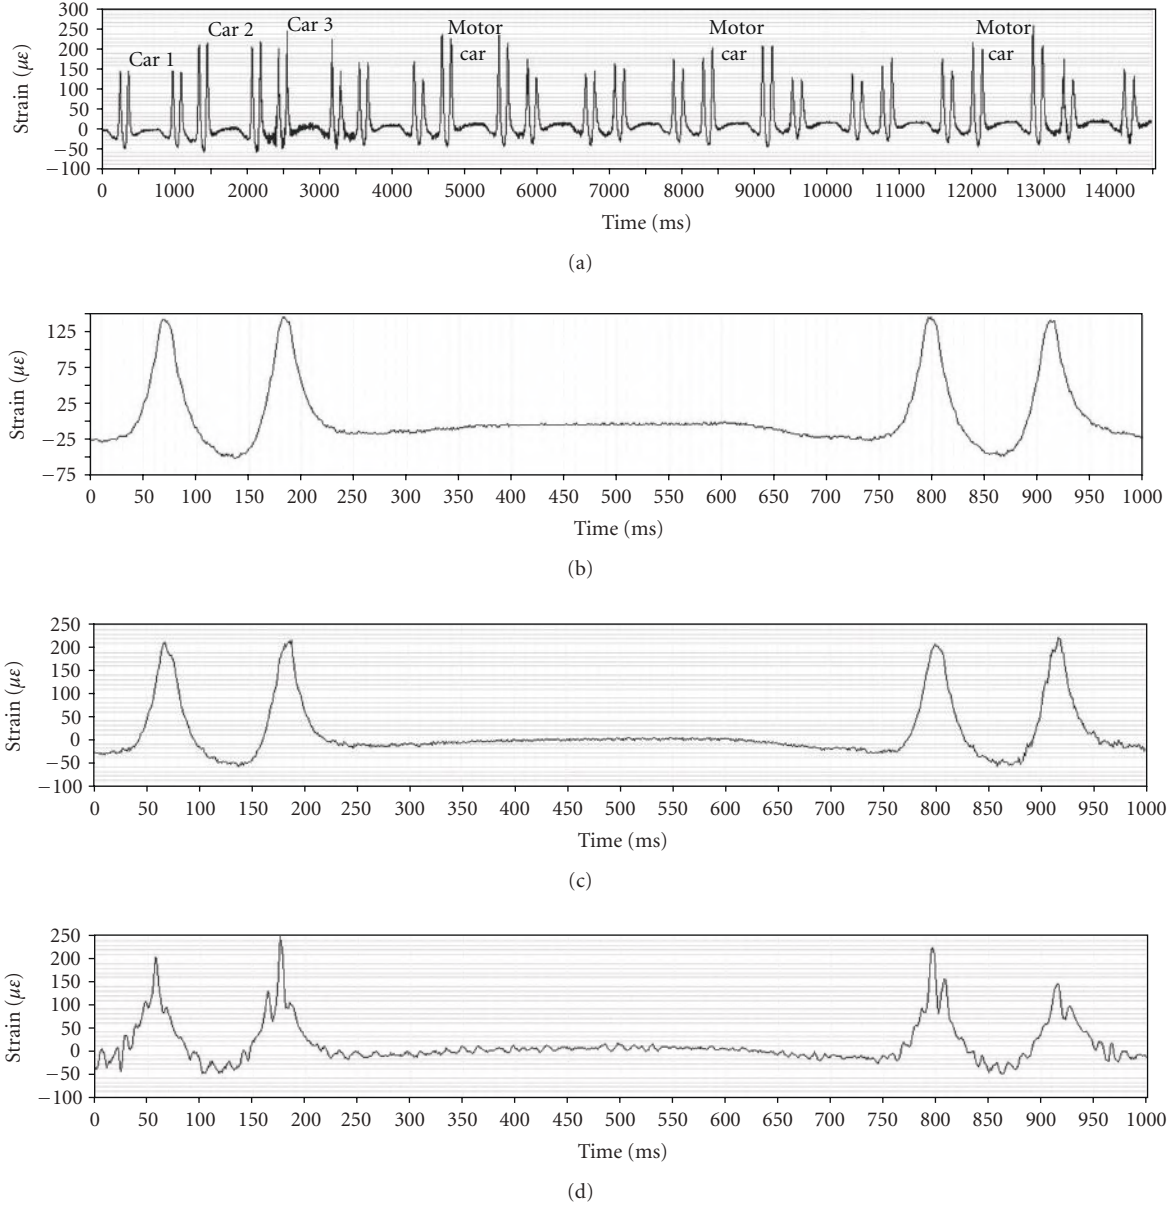 300
250
200
150
100
50
0
−50
−100
Strain (με)
Car 1
Car 2
Car 3
Motor
car
Motor
car
Motor
car
0 1000 2000 3000 4000 5000 6000 7000 8000 9000 10000 11000 12000 13000 14000
Time (ms)
(a)
125
75
25
−25
−75
Strain (με)
0 50 100 150 200 250 300 350 400 450 500 550 600 650 700 750 800 850 900 950 1000
Time (ms)
(b)
250
200
150
100
50
0
−50
−100
Strain (με)
0 50 100 150 200 250 300 350 400 450 500 550 600 650 700 750 800 850 900 950 1000
Time (ms)
(c)
250
200
150
100
50
0
−50
−100
Strain (με)
0 50 100 150 200 250 300 350 400 450 500 550 600 650 700 750 800 850 900 950 1000
Time (ms)
(d)